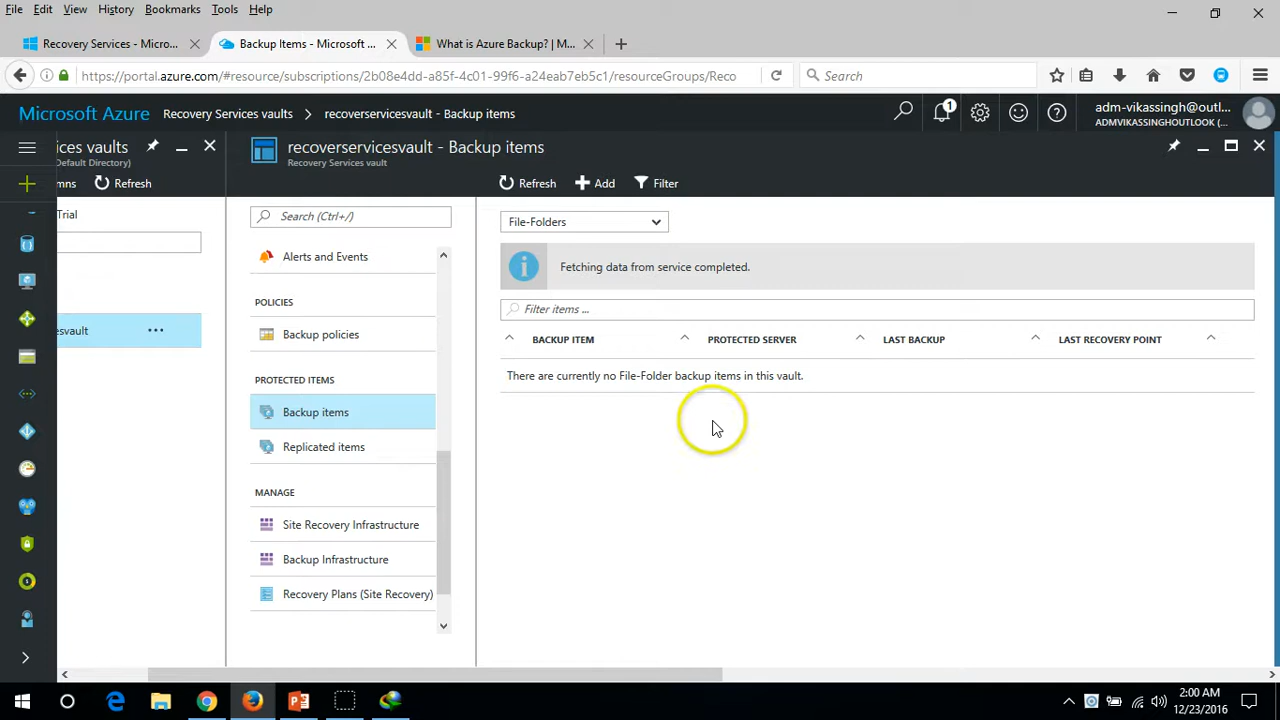 File Edit View History Bookmarks Tools Help
Recovery Services - Micro...
Backup Items - Microsoft ...
What is Azure Backup? | M...
https://portal.azure.com/#resource/subscriptions/2b08e4dd-a85f-4c01-99f6-a24eb7eb5c1/resourceGroups/Reco
Search
Microsoft Azure Recovery Services vaults > recoverservicesvault - Backup items
1
adm-vikassingh@outl...
ADMVIKASSINGHOUTLOOK (...
ices vaults
Default Directory)
mns Refresh
Trial
esvault ...
recoverservicesvault - Backup items
Recovery Services vault
Search (Ctrl+/)
Alerts and Events
POLICIES
Backup policies
PROTECTED ITEMS
Backup items
Replicated items
MANAGE
Site Recovery Infrastructure
Backup Infrastructure
Recovery Plans (Site Recovery)
Refresh Add Filter
File-Folders
Fetching data from service completed.
Filter items ...
BACKUP ITEM PROTECTED SERVER LAST BACKUP LAST RECOVERY POINT
There are currently no File-Folder backup items in this vault.
2:00 AM
12/23/2016